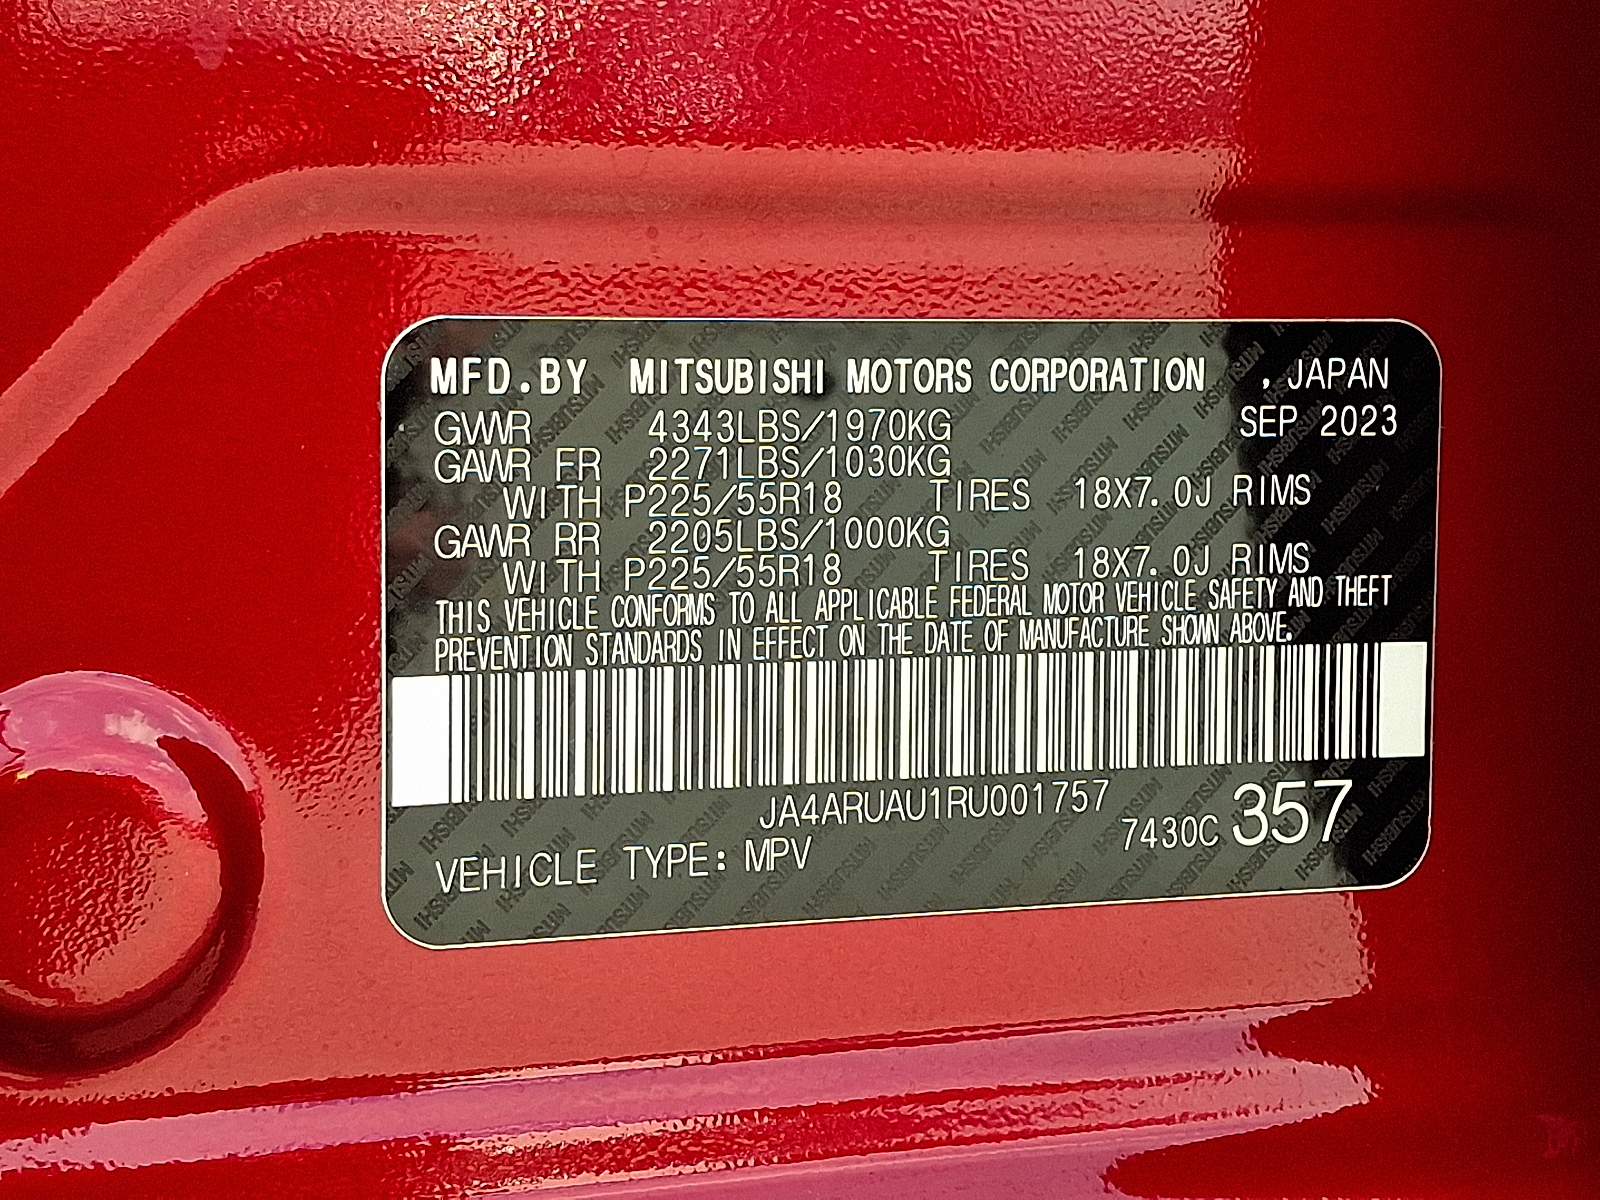 MFD.BY MITSUBISHI MOTORS CORPORATION , JAPAN
GVWR 4343LBS/1970KG SEP 2023
GAWR FR 2271LBS/1030KG
WITH P225/55R18 TIRES 18X7.0J RIMS
GAWR RR 2205LBS/1000KG
WITH P225/55R18 TIRES 18X7.0J RIMS
THIS VEHICLE CONFORMS TO ALL APPLICABLE FEDERAL MOTOR VEHICLE SAFETY AND THEFT
PREVENTION STANDARDS IN EFFECT ON THE DATE OF MANUFACTURE SHOWN ABOVE.
JA4ARUAU1RU001757
VEHICLE TYPE: MPV 7430C 357